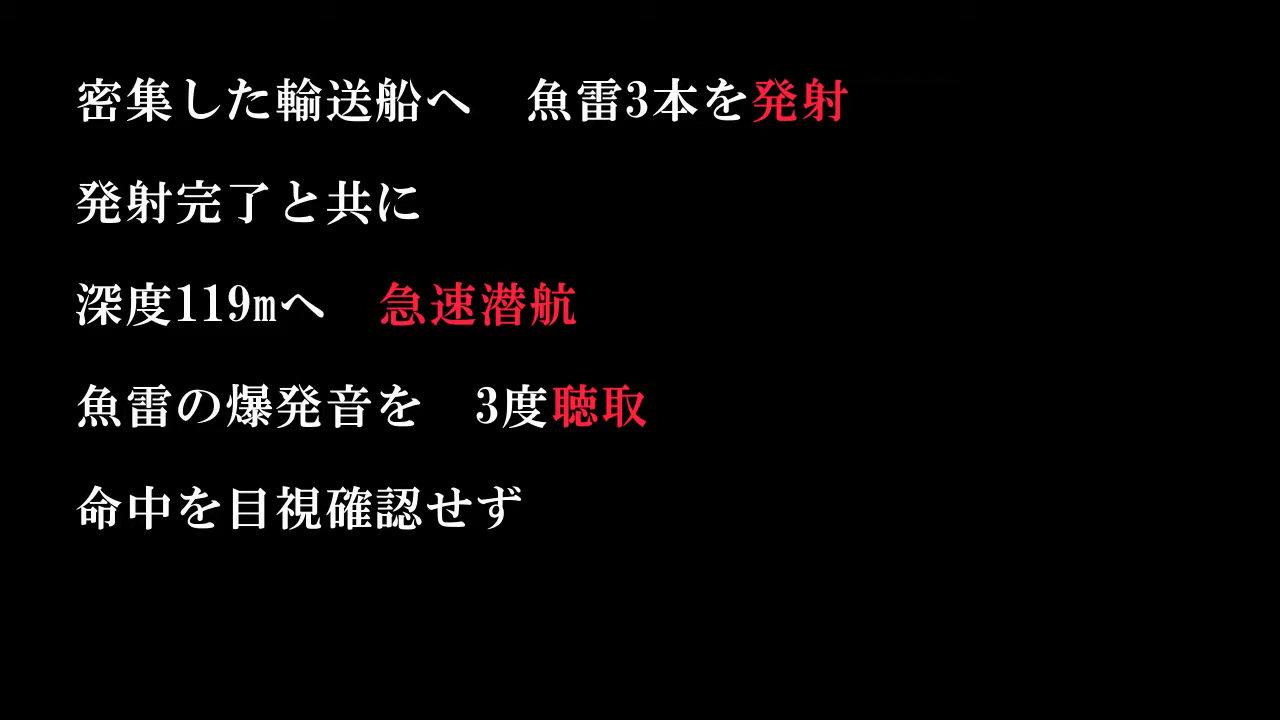 密集した輸送船へ　魚雷3本を発射
発射完了と共に
深度119mへ　急速潜航
魚雷の爆発音を　3度聴取
命中を目視確認せず